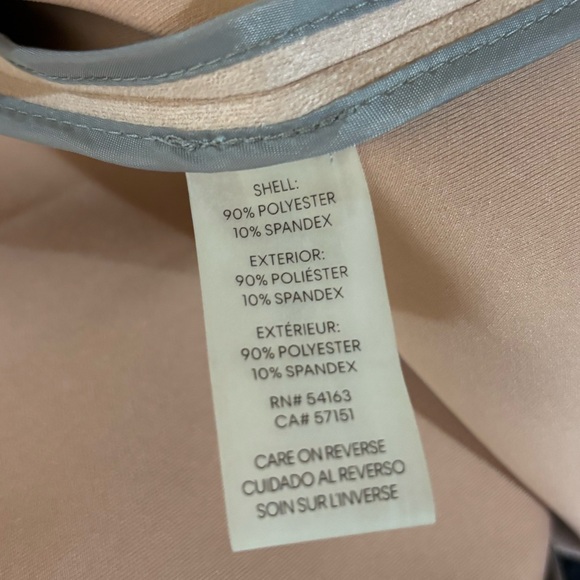 SHELL:
90% POLYESTER
10% SPANDEX
EXTERIOR:
90% POLIÉSTER
10% SPANDEX
EXTÉRIEUR:
90% POLYESTER
10% SPANDEX
RN# 54163
CA# 57151
CARE ON REVERSE
CUIDADO AL REVERSO
SOIN SUR L'INVERSE